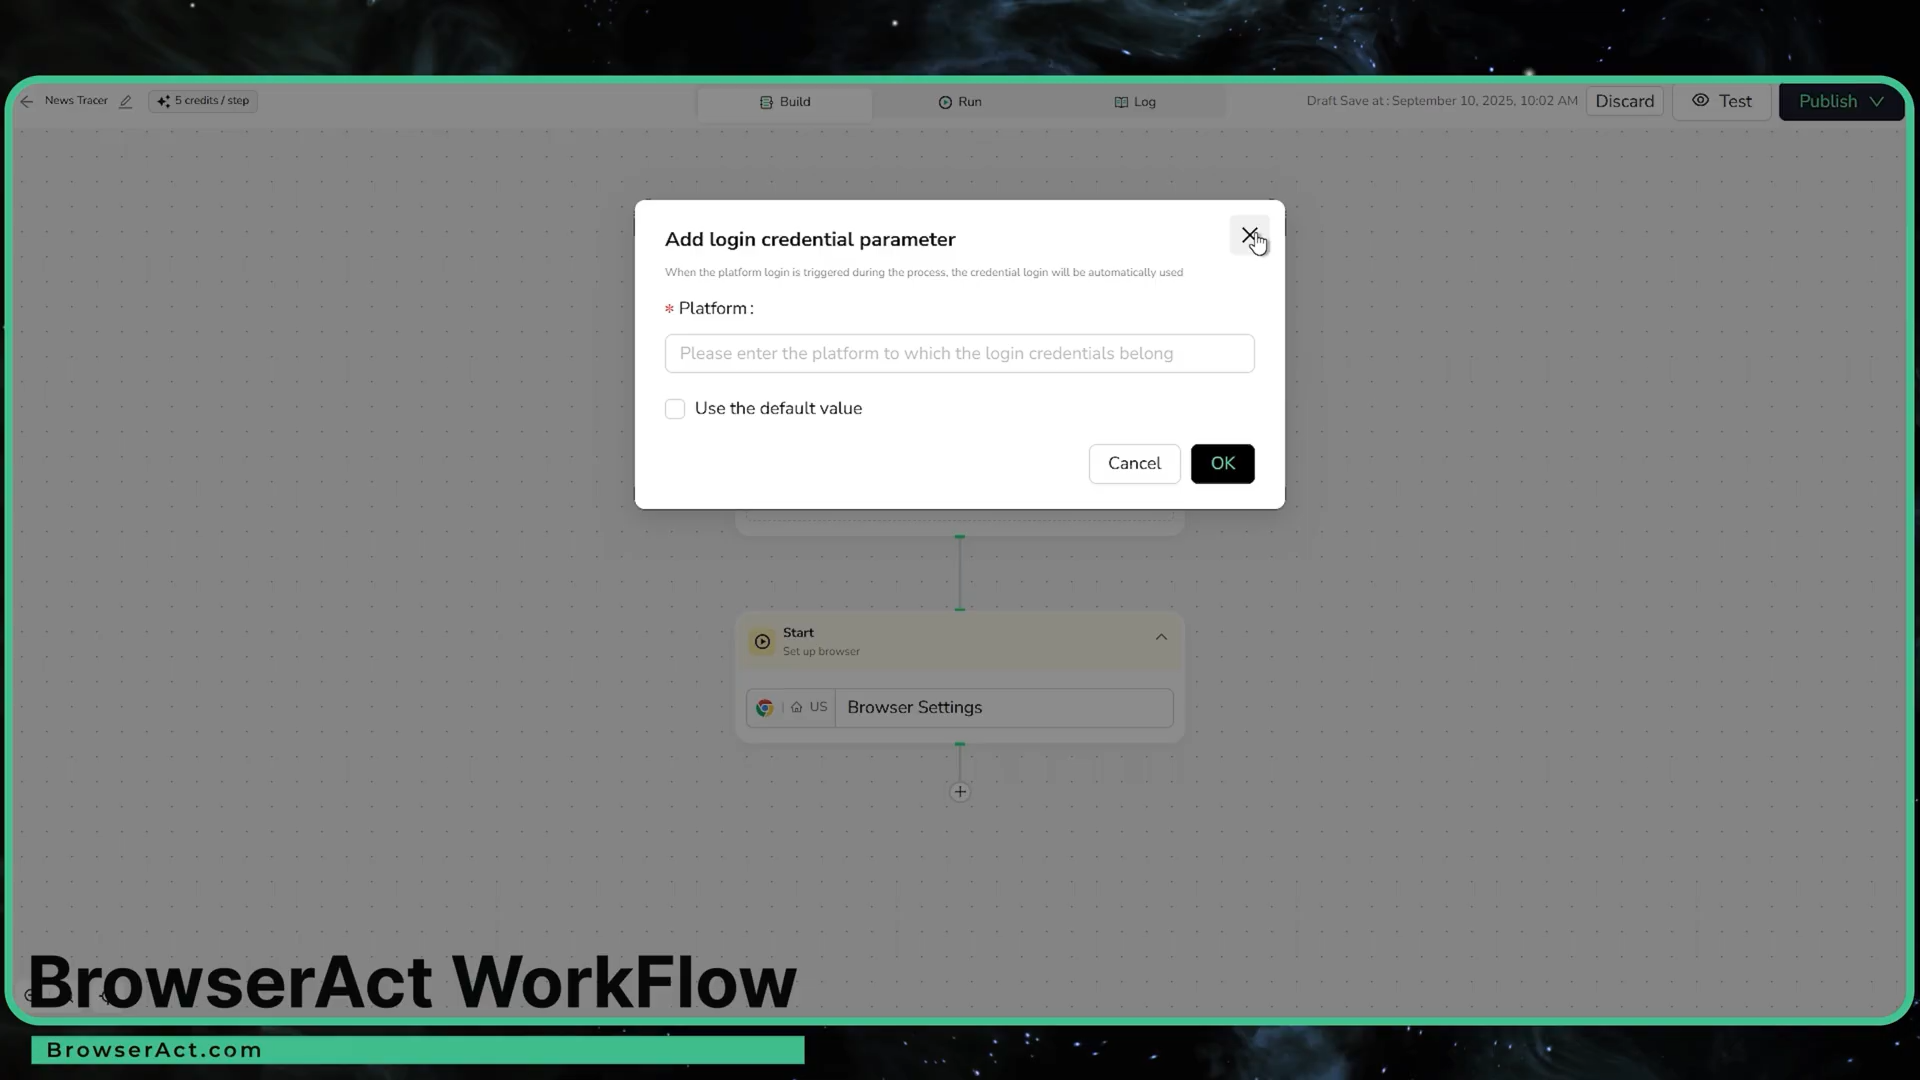 News Tracer
5 credits / step
Build
Run
Log
Draft Save at : September 10, 2025, 10:02 AM
Discard
Test
Publish
Add login credential parameter
When the platform login is triggered during the process, the credential login will be automatically used
* Platform :
Please enter the platform to which the login credentials belong
Use the default value
Cancel
OK
Start
Set up browser
US
Browser Settings
BrowserAct WorkFlow
BrowserAct.com